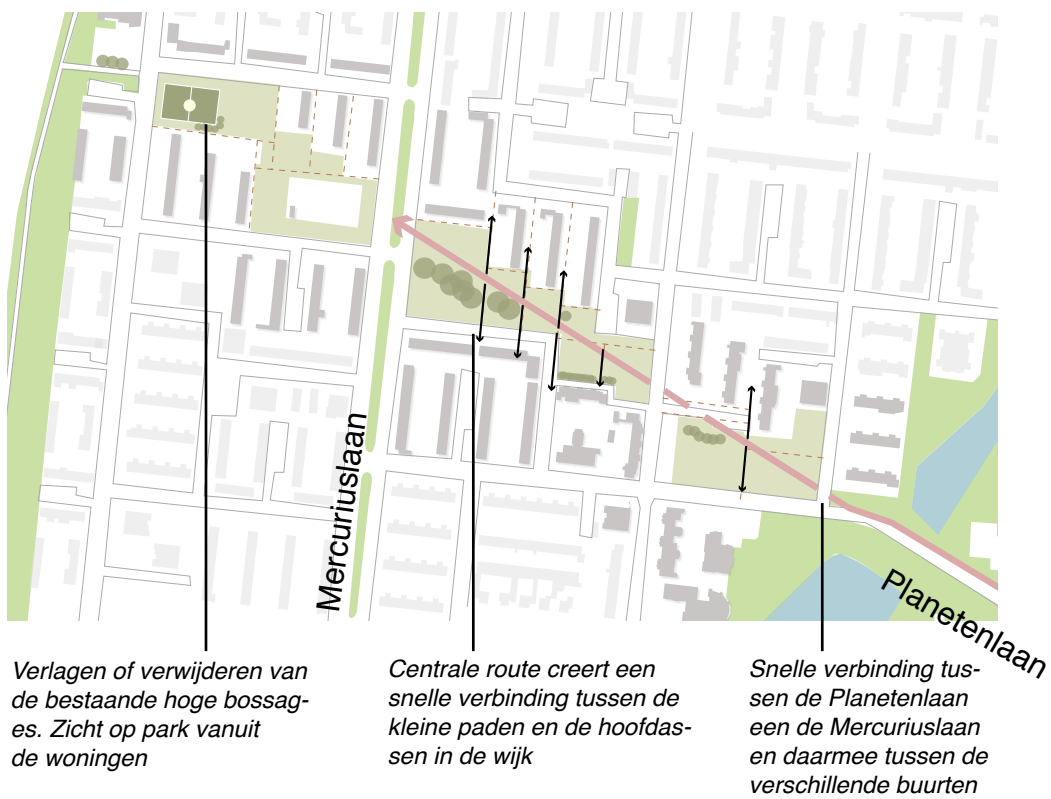 Mercuriuslaan
Planetenlaan
Verlagen of verwijderen van
de bestaande hoge bossag-
es. Zicht op park vanuit
de woningen
Centrale route creert een
snelle verbinding tussen de
kleine paden en de hoofdas-
sen in de wijk
Snelle verbinding tus-
sen de Planetenlaan
een de Mercuriuslaan
en daarmee tussen de
verschillende buurten